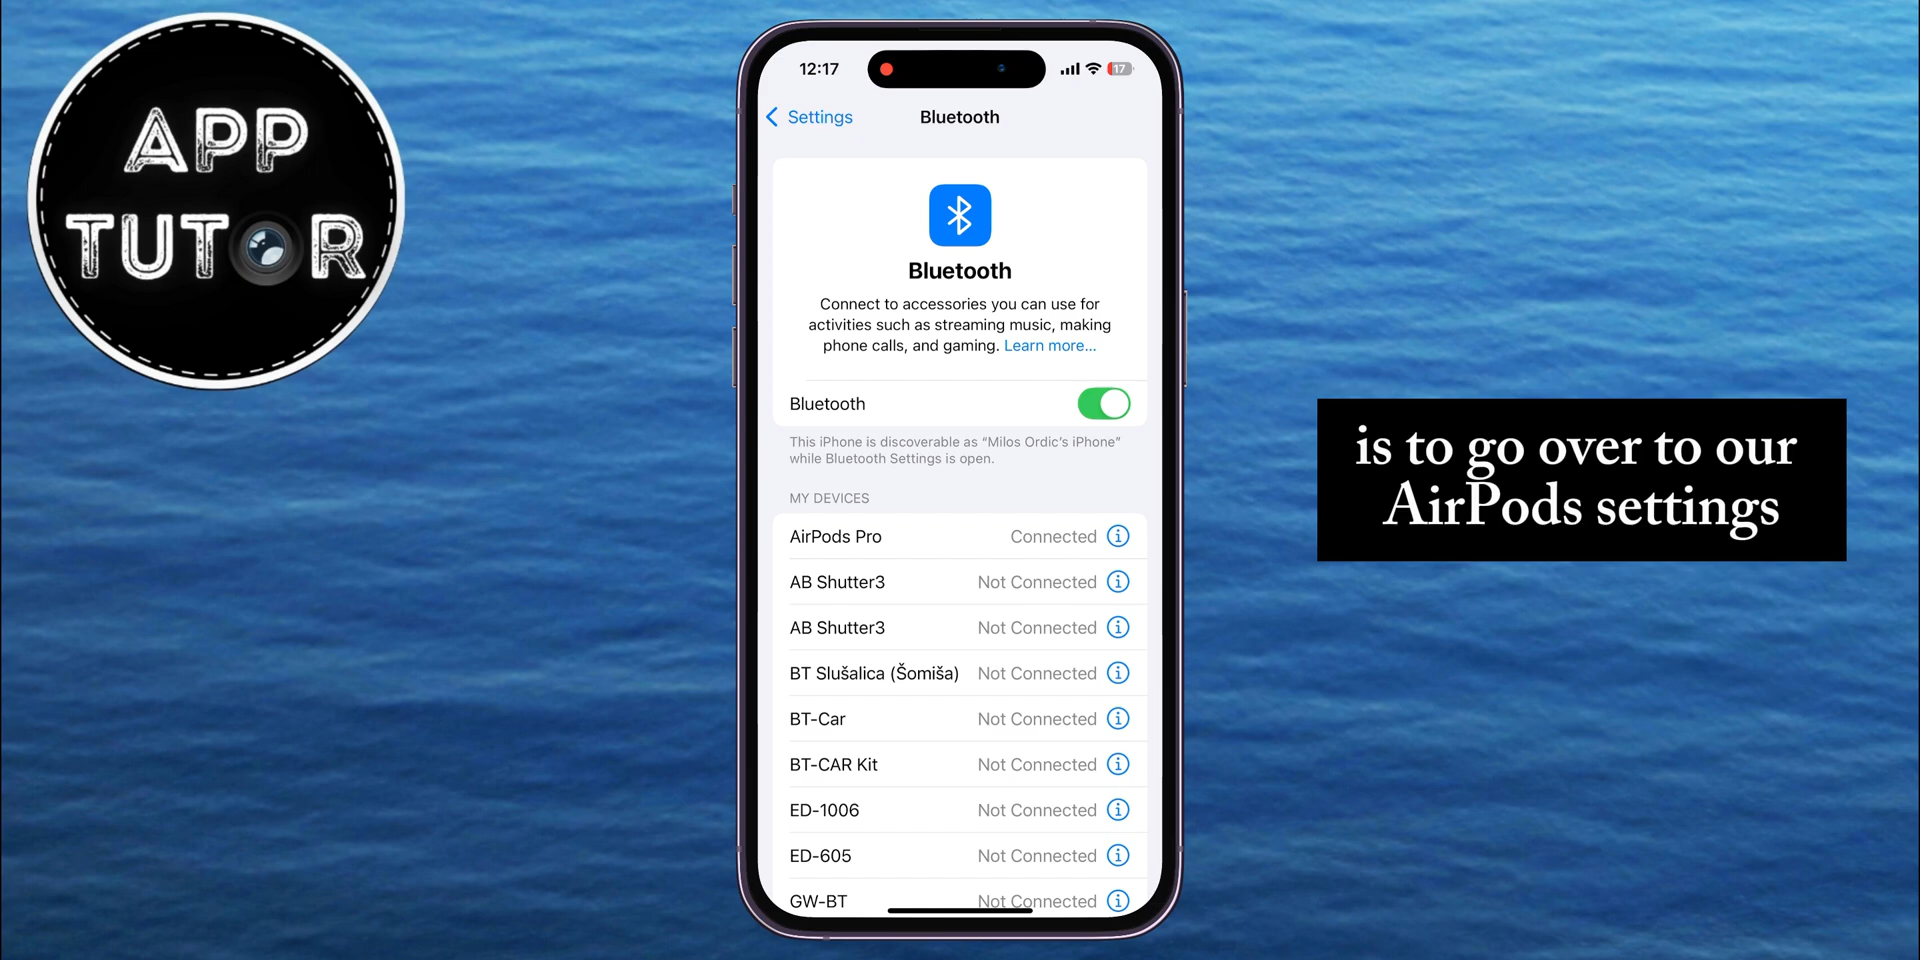 APP
TUTOR
12:17
17
Settings
Bluetooth
Bluetooth
Connect to accessories you can use for
activities such as streaming music, making
phone calls, and gaming. Learn more...
Bluetooth
This iPhone is discoverable as “Milos Ordic's iPhone”
while Bluetooth Settings is open.
MY DEVICES
AirPods Pro Connected
AB Shutter3 Not Connected
AB Shutter3 Not Connected
BT Slušalica (Šomiša) Not Connected
BT-Car Not Connected
BT-CAR Kit Not Connected
ED-1006 Not Connected
ED-605 Not Connected
GW-BT Not Connected
is to go over to our
AirPods settings